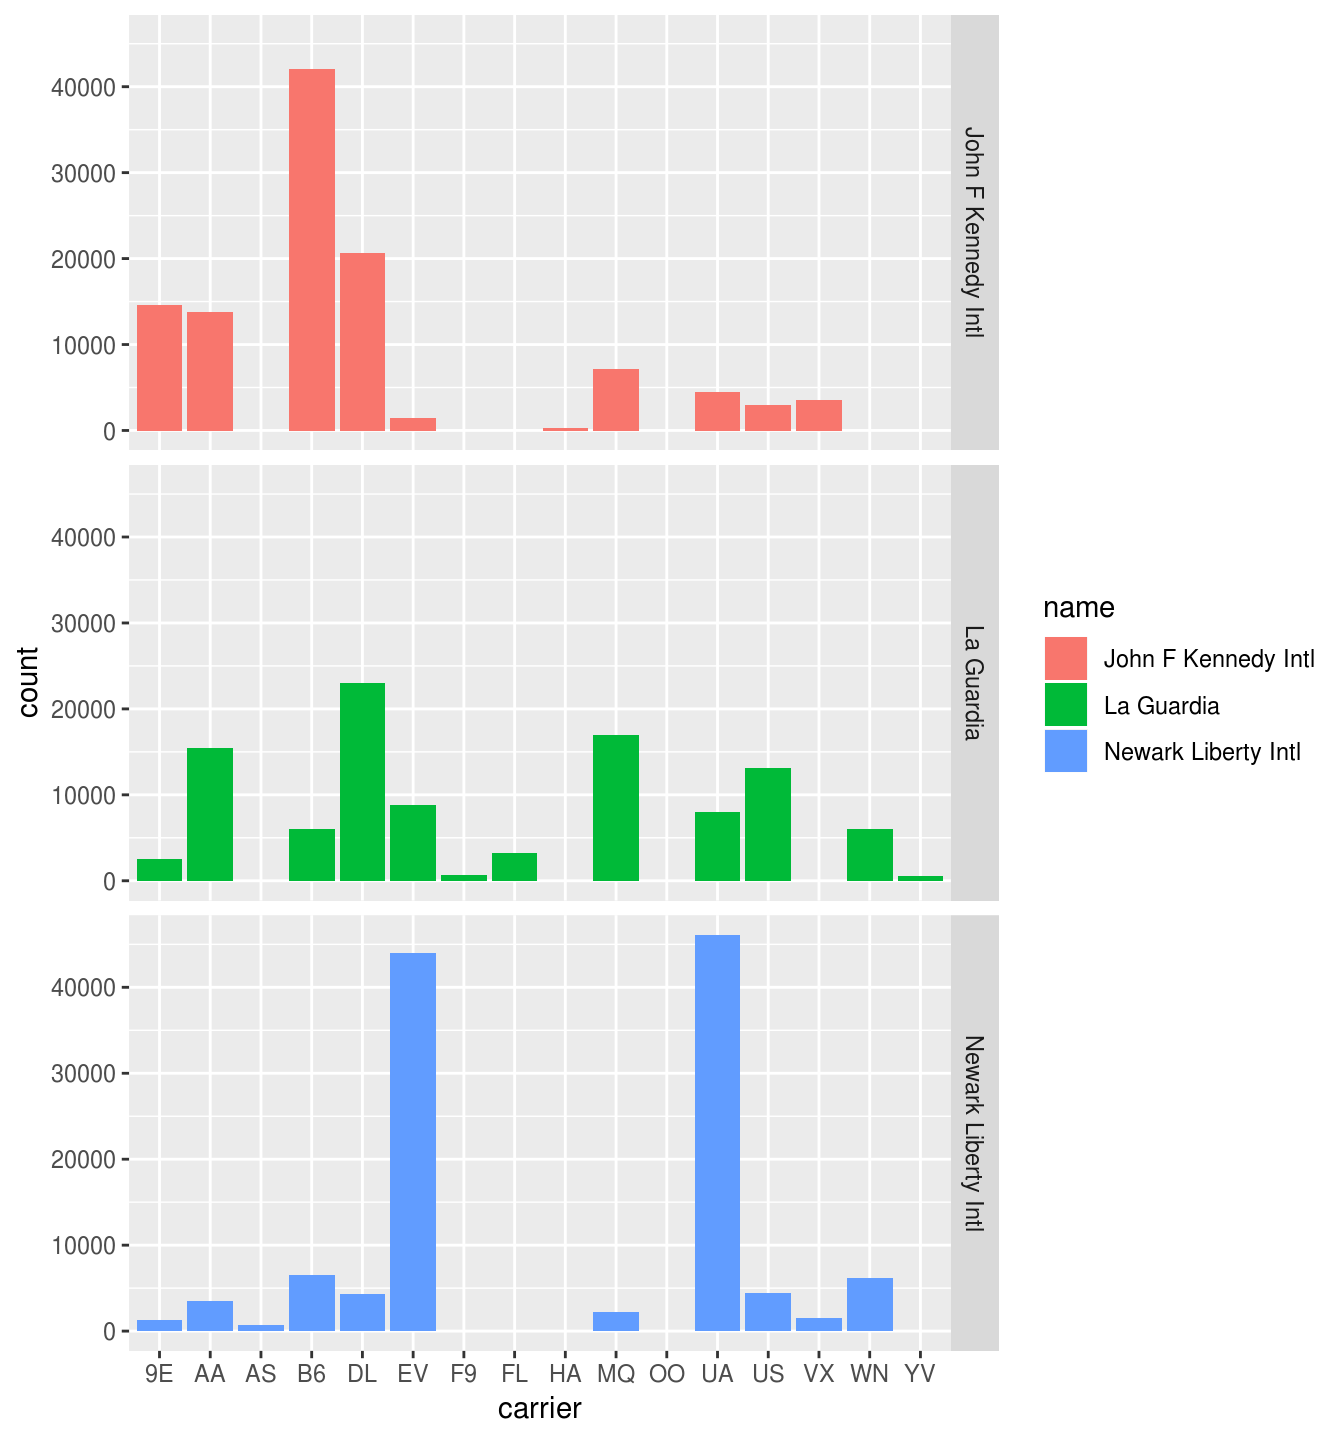 40000
30000
20000
10000
0
John F Kennedy Intl
40000
30000
20000
10000
0
La Guardia
40000
30000
20000
10000
0
Newark Liberty Intl
count
9E AA AS B6 DL EV F9 FL HA MQ OO UA US VX WN YV
carrier
name
John F Kennedy Intl
La Guardia
Newark Liberty Intl